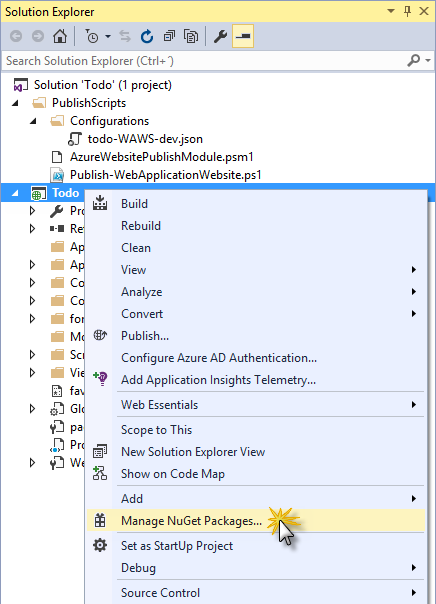 Solution Explorer
Search Solution Explorer (Ctrl+´)
Solution 'Todo' (1 project)
PublishScripts
Configurations
todo-WAWS-dev.json
AzureWebsitePublishModule.psm1
Publish-WebApplicationWebsite.ps1
Todo
Build
Pro
Rebuild
Re
Clean
Ap
View
Ap
Analyze
Co
Convert
Co
for
Publish...
Mo
Configure Azure AD Authentication...
Scr
Vie
Add Application Insights Telemetry...
fav
Web Essentials
Glo
Scope to This
pac
New Solution Explorer View
Pro
Show on Code Map
We
Add
Manage NuGet Packages...
Set as StartUp Project
Debug
Source Control